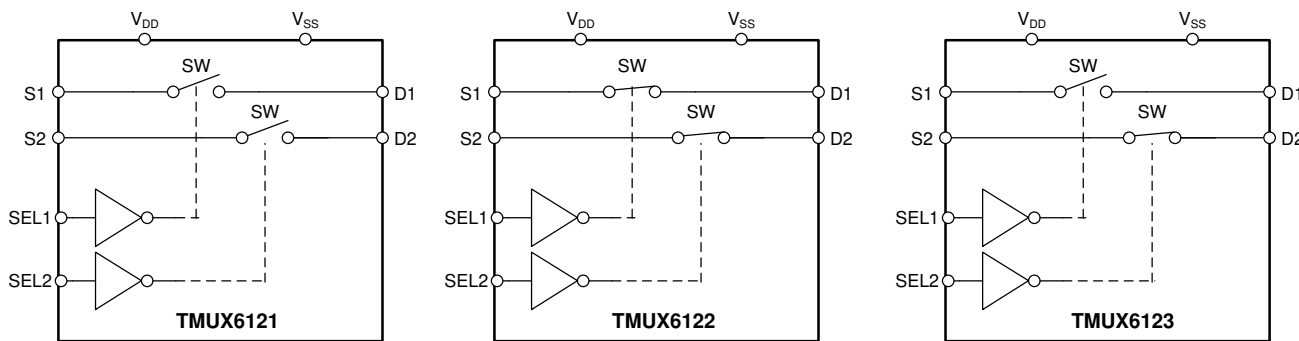 VDD
VSS
SW
S1
D1
SW
S2
D2
SEL1
SEL2
TMUX6121
VDD
VSS
SW
S1
D1
SW
S2
D2
SEL1
SEL2
TMUX6122
VDD
VSS
SW
S1
D1
SW
S2
D2
SEL1
SEL2
TMUX6123